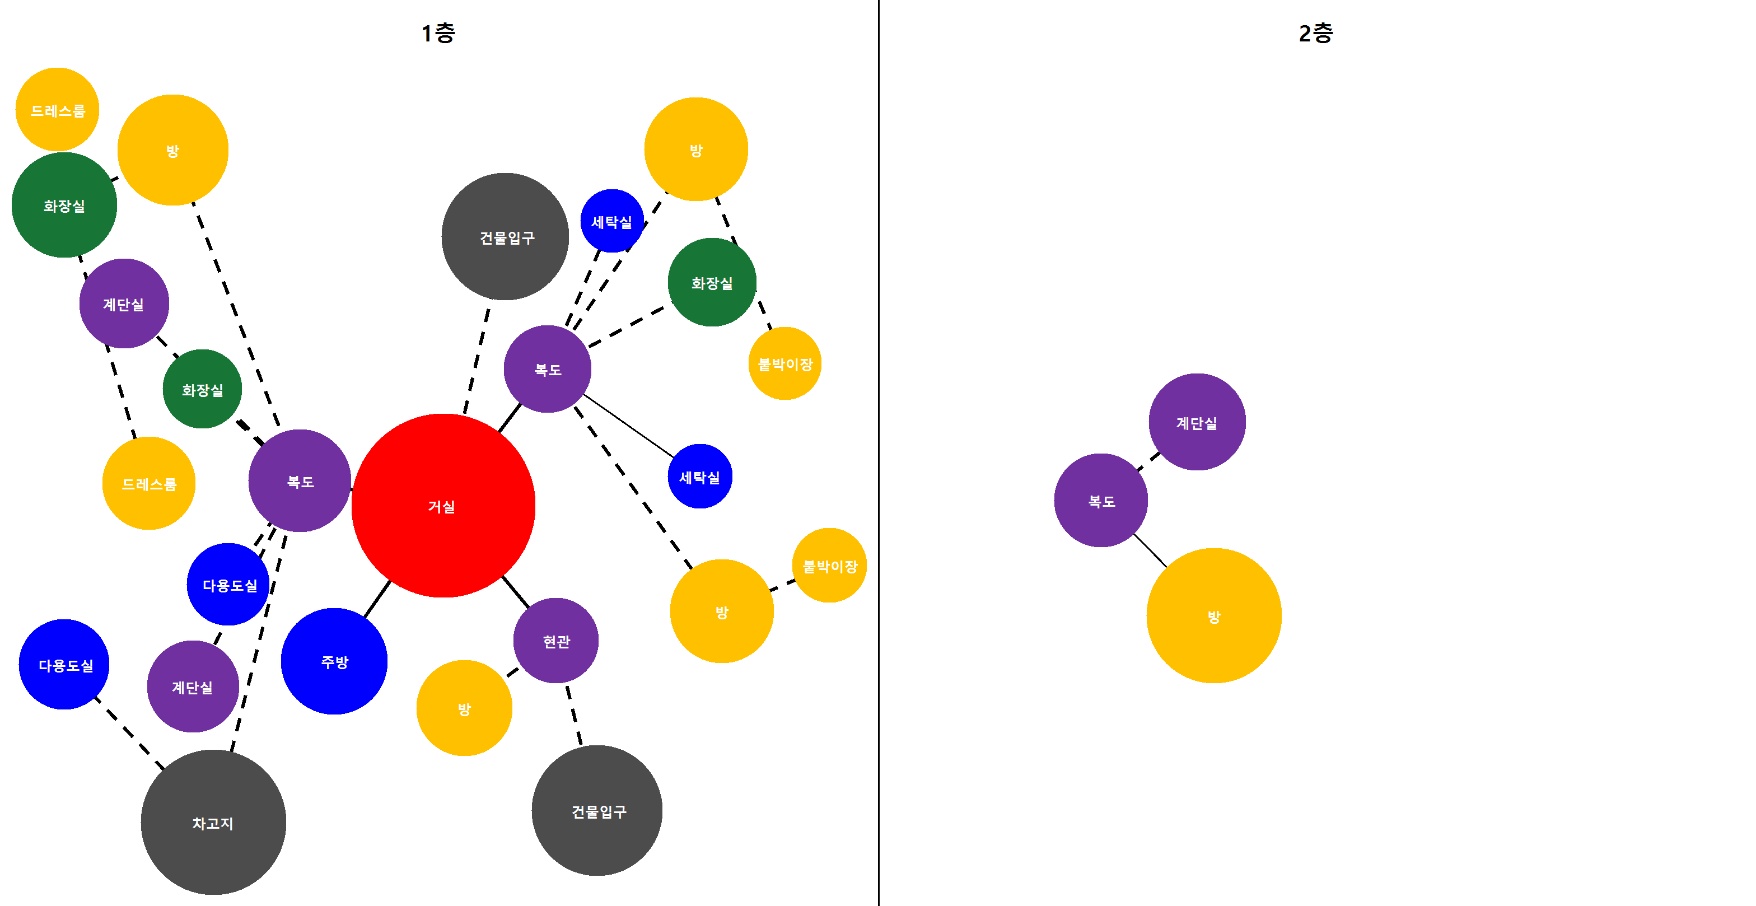 1층
드레스룸
방
화장실
계단실
화장실
드레스룸
복도
다용도실
다용도실
계단실
차고지
건물입구
세탁실
방
화장실
붙박이장
복도
세탁실
거실
주방
현관
방
건물입구
방
붙박이장
2층
계단실
복도
방